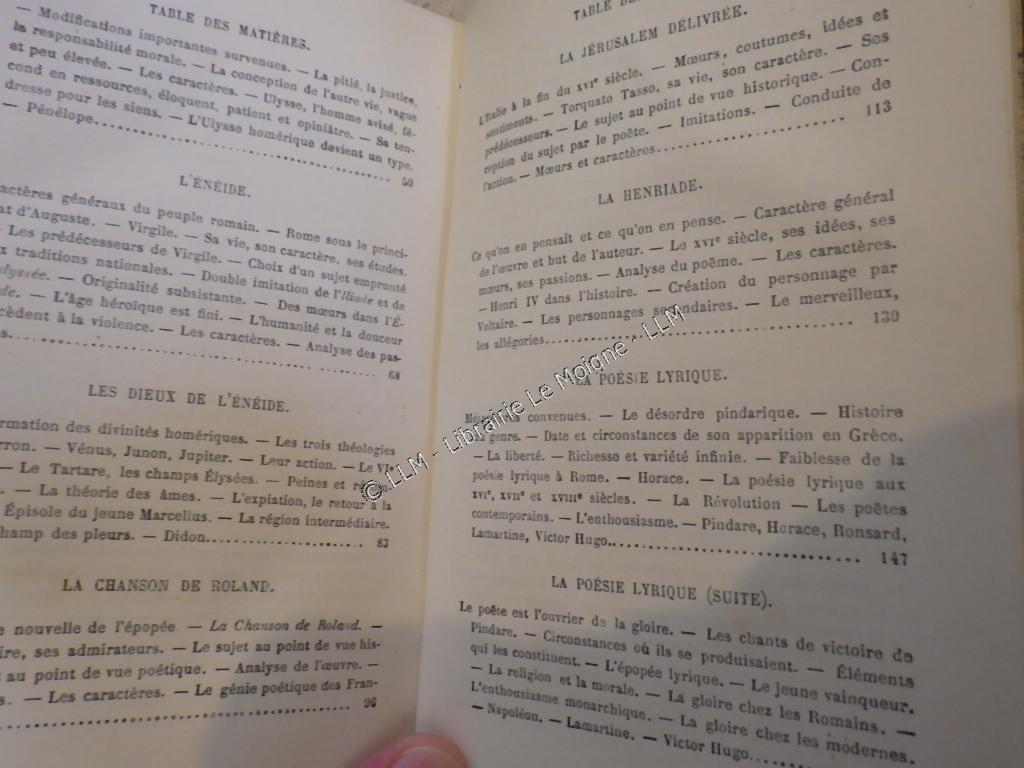 TABLE DES MATIÈRES.
— Modifications importantes survenues. — La pitié, la justice,
la responsabilité morale. — La conception de l'autre vie, vague
et peu élevée. — Les caractères. — Ulysse, l'homme avisé, fé-
cond en ressources, éloquent, patient et opiniâtre. — Sa ten-
dresse pour les siens. — L'Ulysse homérique devient un type.
— Pénélope........ 50
L'ÉNÉIDE.
actères généraux du peuple romain. — Rome sous le princi-
at d'Auguste. — Virgile. — Sa vie, son caractère, ses études.
Les prédécesseurs de Virgile. — Choix d'un sujet emprunté
x traditions nationales. — Double imitation de l'Iliade et de
dyssée. — Originalité subsistante. — Des mœurs dans l'É-
de. — L'âge héroïque est fini. — L'humanité et la douceur
cèdent à la violence. — Les caractères. — Analyse des pas-
s........ 68
LES DIEUX DE L'ÉNÉIDE.
rmation des divinités homériques. — Les trois théologies
rron. — Vénus, Junon, Jupiter. — Leur action. — Le VIe
— Le Tartare, les champs Élysées. — Peines et
. — La théorie des âmes. — L'expiation, le retour à la
Épisole du jeune Marcellus. — La région intermédiaire.
champ des pleurs. — Didon........ 83
LA CHANSON DE ROLAND.
e nouvelle de l'épopée — La Chanson de Roland. —
ire, ses admirateurs. — Le sujet au point de vue his-
au point de vue poétique. — Analyse de l'œuvre. —
s. — Les caractères. — Le génie poétique des Fran-
........ 96
TABLE DES
LA JÉRUSALEM DÉLIVRÉE.
L'Italie à la fin du XVIe siècle. — Mœurs, coutumes, idées et
sentiments. — Torquato Tasso, sa vie, son caractère. — Ses
prédécesseurs. — Le sujet au point de vue historique. — Con-
ception du sujet par le poëte. — Imitations. — Conduite de
l'action. — Mœurs et caractères........ 113
LA HENRIADE.
Ce qu'on en pensait et ce qu'on en pense. — Caractère général
de l'œuvre et but de l'auteur. — Le XVIe siècle, ses idées, ses
mœurs, ses passions. — Analyse du poëme. — Les caractères.
— Henri IV dans l'histoire. — Création du personnage par
Voltaire. — Les personnages secondaires. — Le merveilleux,
les allégories........ 130
LA POÉSIE LYRIQUE.
convenues. — Le désordre pindarique. — Histoire
du genre. — Date et circonstances de son apparition en Grèce.
— La liberté. — Richesse et variété infinie. — Faiblesse de la
poésie lyrique à Rome. — Horace. — La poésie lyrique aux
XVIe, XVIIe et XVIIIe siècles. — La Révolution — Les poëtes
contemporains. — L'enthousiasme. — Pindare, Horace, Ronsard,
Lamartine, Victor Hugo........ 147
LA POÉSIE LYRIQUE (SUITE).
Le poëte est l'ouvrier de la gloire. — Les chants de victoire de
Pindare. — Circonstances où ils se produisaient. — Éléments
qui les constituent. — L'épopée lyrique. — Le jeune vainqueur.
— La religion et la morale. — La gloire chez les Romains. —
L'enthousiasme monarchique. — La gloire chez les modernes.
— Napoléon. — Lamartine. — Victor Hugo........
© LLM - Librairie Le Moigne - LLM